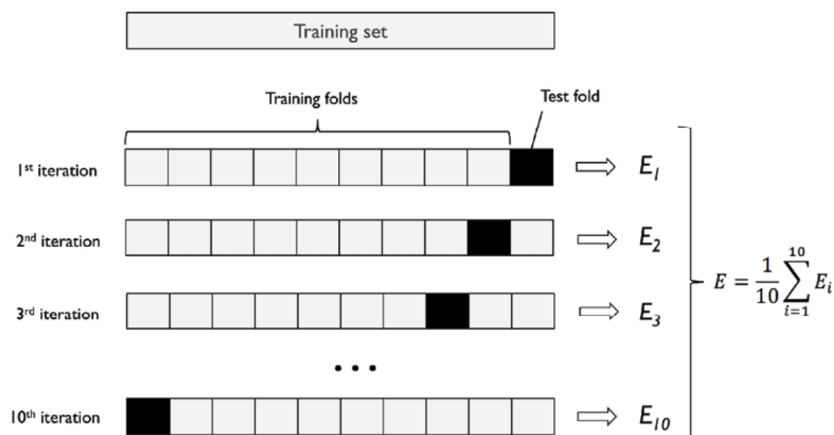 Training set
Training folds
Test fold
1st iteration
E1
2nd iteration
E2
3rd iteration
E3
E = 1/10 ∑ i=1 10 Ei
...
10th iteration
E10